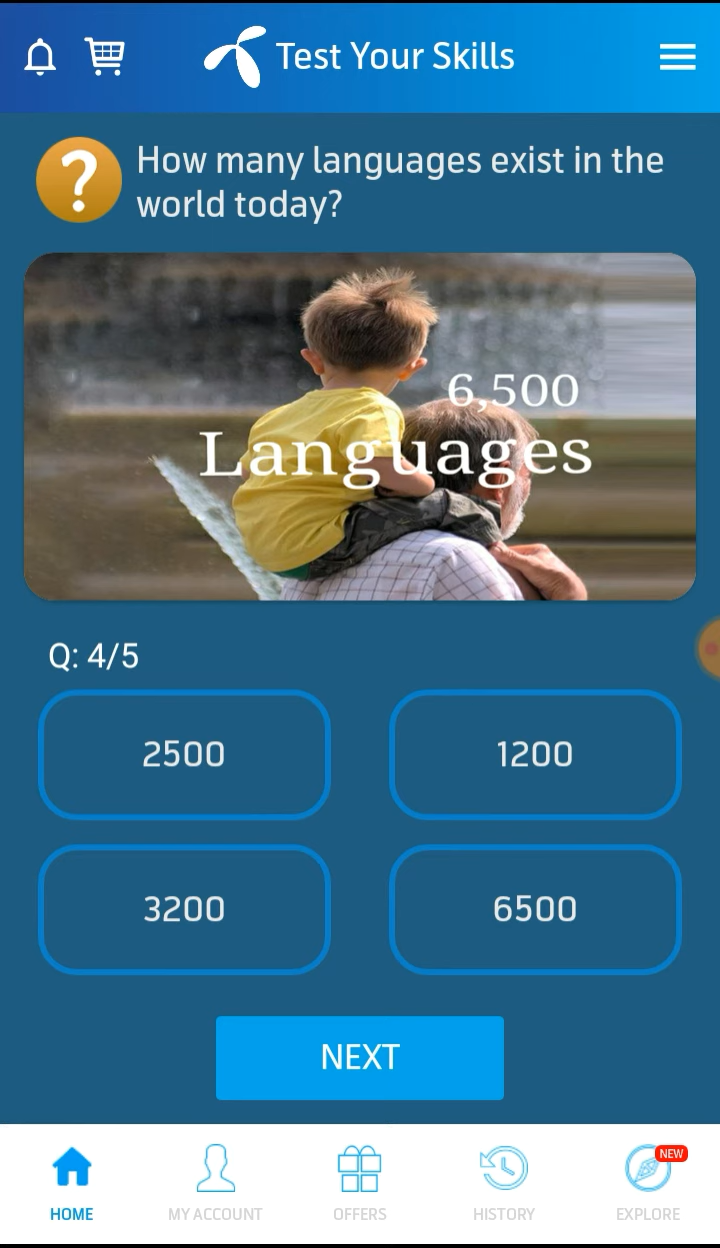 Test Your Skills
How many languages exist in the
world today?
6,500
Languages
Q: 4/5
2500
1200
3200
6500
NEXT
NEW
HOME
MY ACCOUNT
OFFERS
HISTORY
EXPLORE